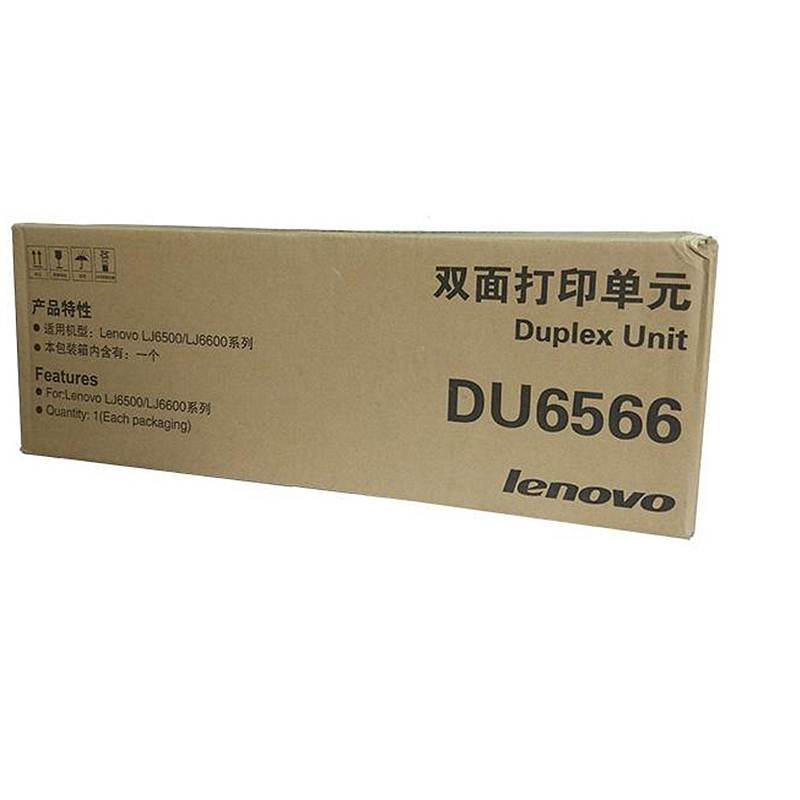 产品特性
● 适用机型：Lenovo LJ6500/LJ6600系列
● 本包装箱内含有：一个
Features
● For:Lenovo LJ6500/LJ6600系列
● Quantity: 1(Each packaging)
双面打印单元
Duplex Unit
DU6566
lenovo